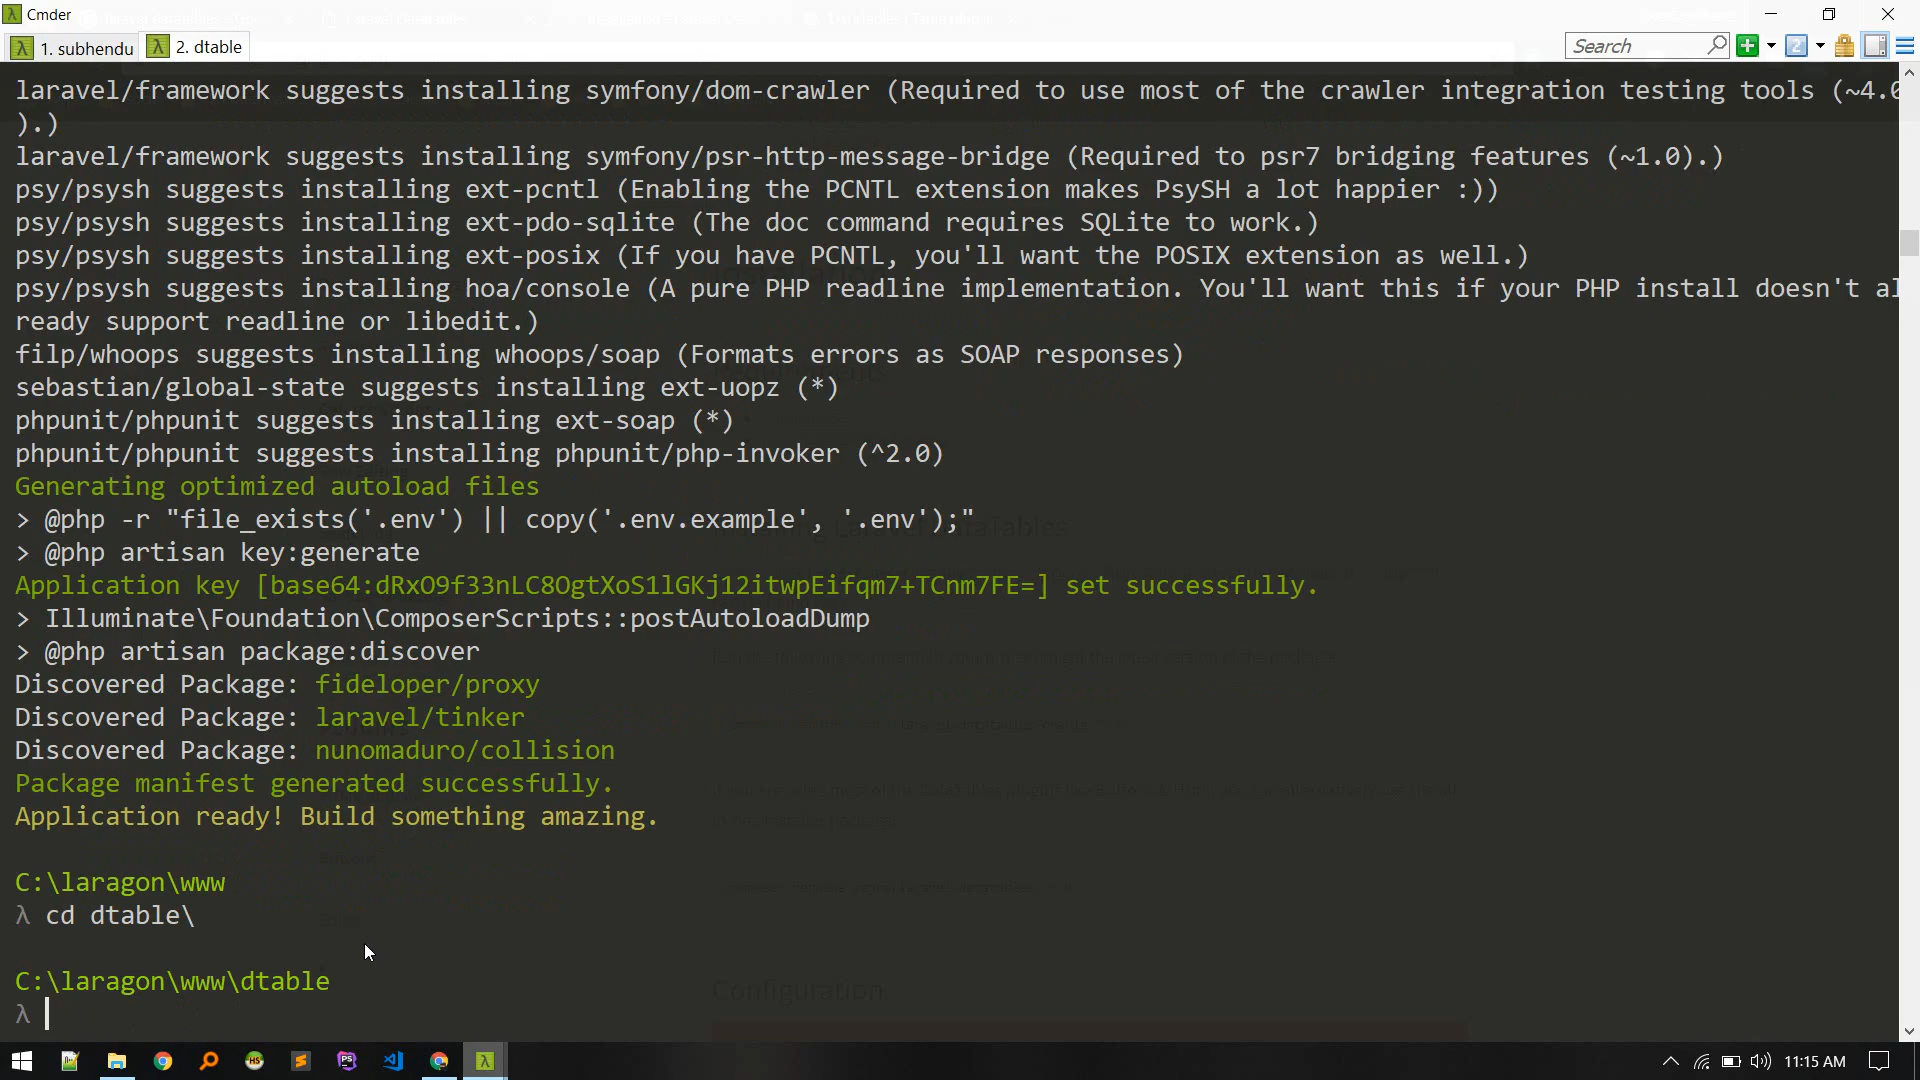 Cmder
1. subhendu
2. dtable
Search
laravel/framework suggests installing symfony/dom-crawler (Required to use most of the crawler integration testing tools (~4.0
).)
laravel/framework suggests installing symfony/psr-http-message-bridge (Required to psr7 bridging features (~1.0).)
psy/psysh suggests installing ext-pcntl (Enabling the PCNTL extension makes PsySH a lot happier :))
psy/psysh suggests installing ext-pdo-sqlite (The doc command requires SQLite to work.)
psy/psysh suggests installing ext-posix (If you have PCNTL, you'll want the POSIX extension as well.)
psy/psysh suggests installing hoa/console (A pure PHP readline implementation. You'll want this if your PHP install doesn't al
ready support readline or libedit.)
filp/whoops suggests installing whoops/soap (Formats errors as SOAP responses)
sebastian/global-state suggests installing ext-uopz (*)
phpunit/phpunit suggests installing ext-soap (*)
phpunit/phpunit suggests installing phpunit/php-invoker (^2.0)
Generating optimized autoload files
> @php -r "file_exists('.env') || copy('.env.example', '.env');"
> @php artisan key:generate
Application key [base64:dRxO9f33nLC8OgtXoS1lGKj12itwpEifqm7+TCnm7FE=] set successfully.
> Illuminate\Foundation\ComposerScripts::postAutoloadDump
> @php artisan package:discover
Discovered Package: fideloper/proxy
Discovered Package: laravel/tinker
Discovered Package: nunomaduro/collision
Package manifest generated successfully.
Application ready! Build something amazing.
C:\laragon\www
λ cd dtable\
C:\laragon\www\dtable
λ
Configuration
11:15 AM